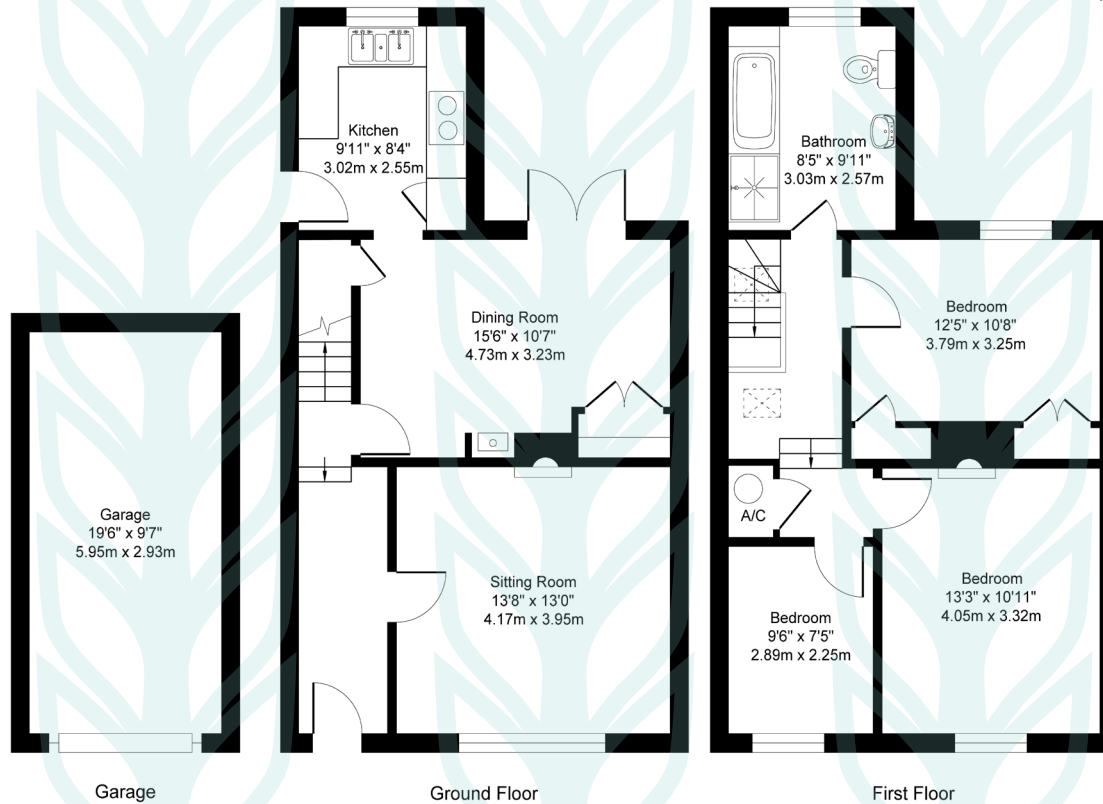 Kitchen
9'11" x 8'4"
3.02m x 2.55m
Dining Room
15'6" x 10'7"
4.73m x 3.23m
Sitting Room
13'8" x 13'0"
4.17m x 3.95m
Garage
19'6" x 9'7"
5.95m x 2.93m
Bathroom
8'5" x 9'11"
3.03m x 2.57m
Bedroom
12'5" x 10'8"
3.79m x 3.25m
A/C
Bedroom
13'3" x 10'11"
4.05m x 3.32m
Bedroom
9'6" x 7'5"
2.89m x 2.25m
Garage
Ground Floor
First Floor